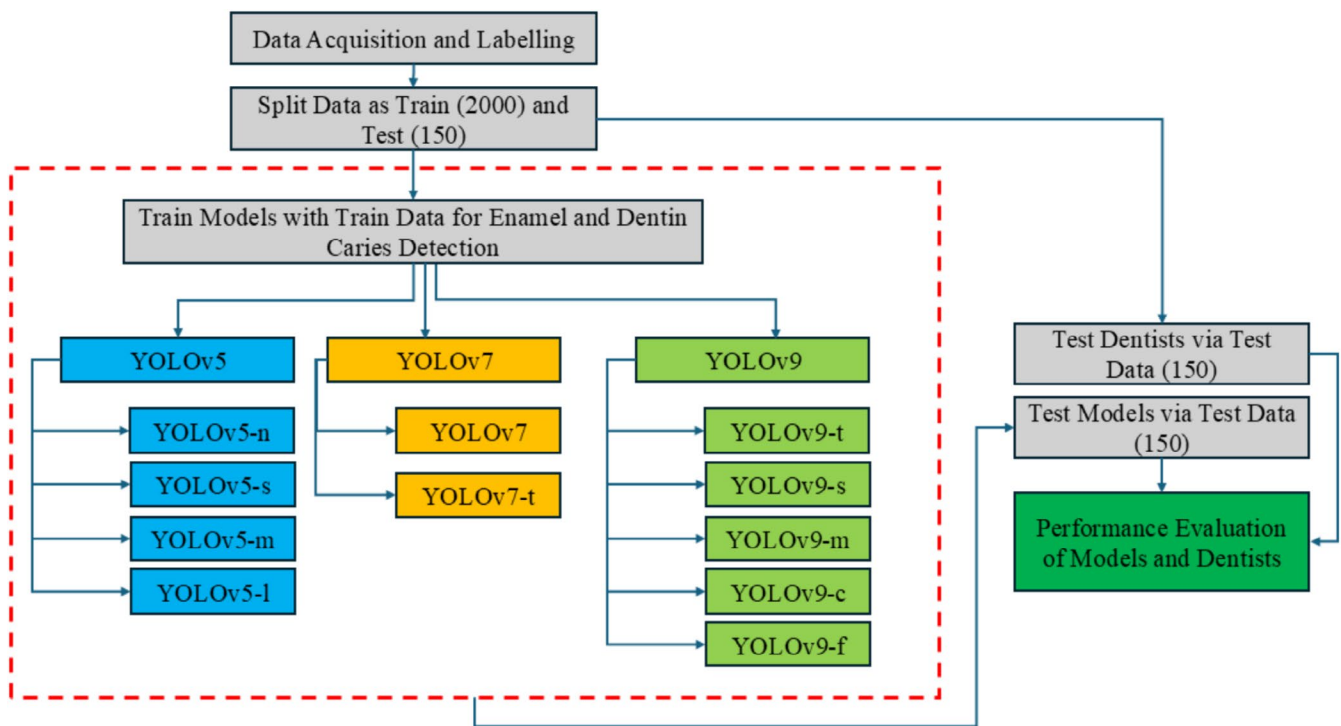 Data Acquisition and Labelling
Split Data as Train (2000) and
Test (150)
Train Models with Train Data for Enamel and Dentin
Caries Detection
YOLOv5
YOLOv5-n
YOLOv5-s
YOLOv5-m
YOLOv5-l
YOLOv7
YOLOv7
YOLOv7-t
YOLOv9
YOLOv9-t
YOLOv9-s
YOLOv9-m
YOLOv9-c
YOLOv9-f
Test Dentists via Test
Data (150)
Test Models via Test Data
(150)
Performance Evaluation
of Models and Dentists